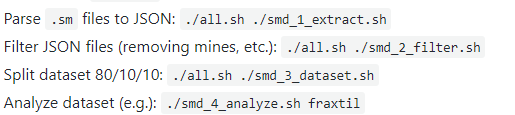 Parse .sm files to JSON: ./all.sh ./smd_1_extract.sh
Filter JSON files (removing mines, etc.): ./all.sh ./smd_2_filter.sh
Split dataset 80/10/10: ./all.sh ./smd_3_dataset.sh
Analyze dataset (e.g.): ./smd_4_analyze.sh fraxtil